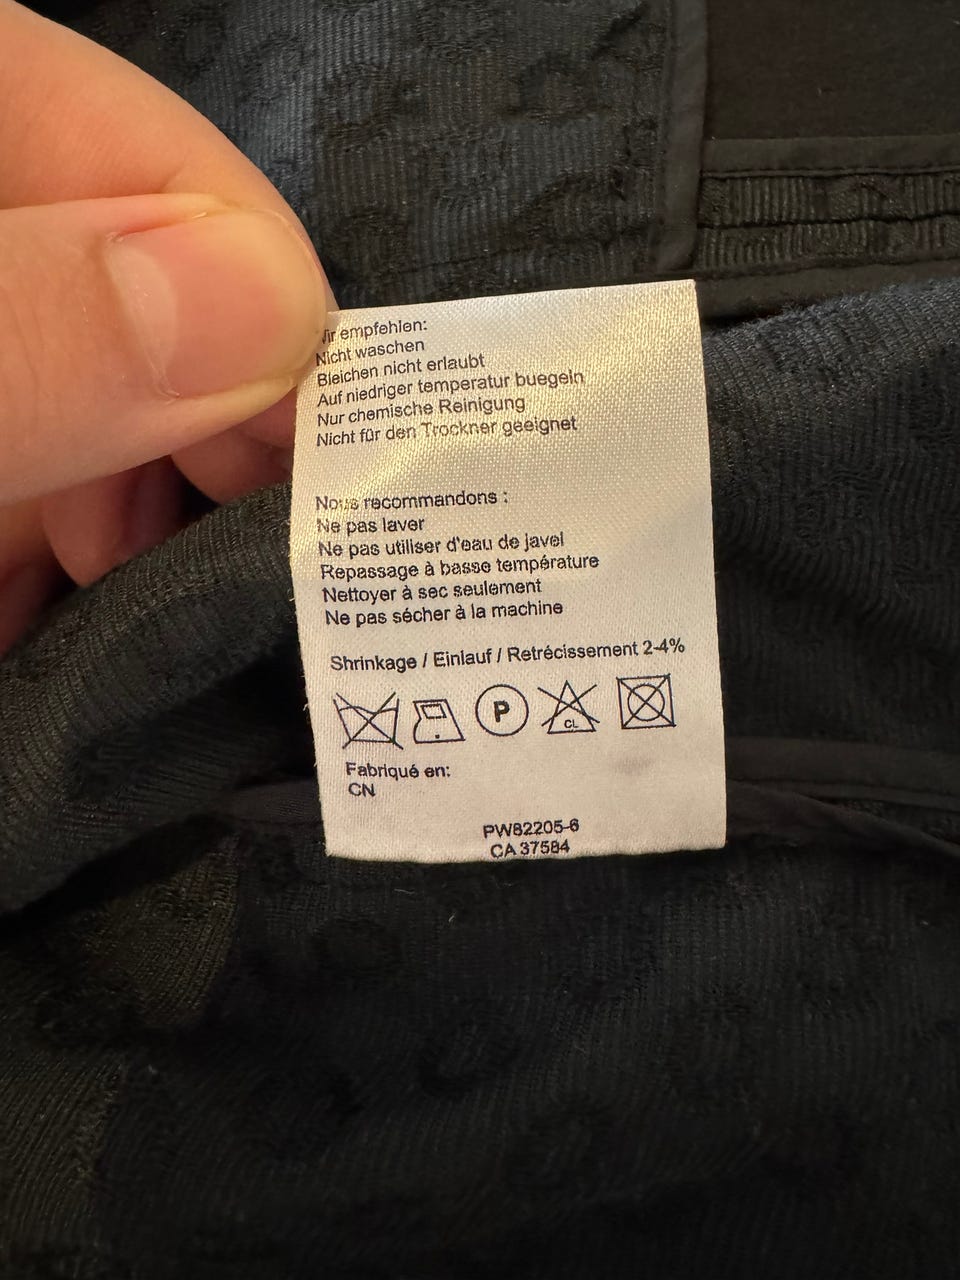 Wir empfehlen:
Nicht waschen
Bleichen nicht erlaubt
Auf niedriger temperatur buegeln
Nur chemische Reinigung
Nicht für den Trockner geeignet
Nous recommandons :
Ne pas laver
Ne pas utiliser d'eau de javel
Repassage à basse température
Nettoyer à sec seulement
Ne pas sécher à la machine
Shrinkage / Einlauf / Retrécissement 2-4%
P CL
Fabriqué en:
CN
PW82205-6
CA 37584